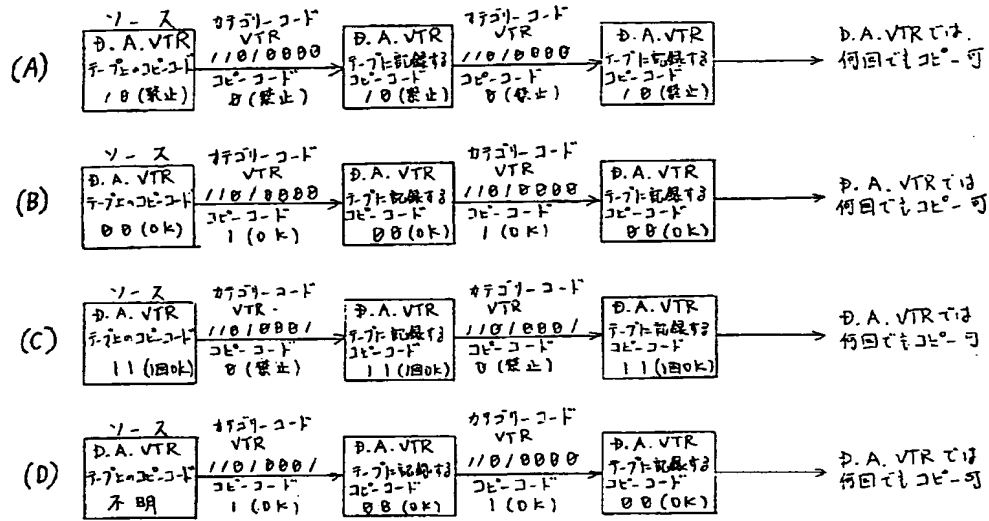 (A)
ソース
D.A.VTR
テープ上のコピーコード
10(禁止)
カテゴリーコード
VTR
11010000
コピーコード
0(禁止)
D.A.VTR
テープに記録する
コピーコード
10(禁止)
カテゴリーコード
VTR
11010000
コピーコード
0(禁止)
D.A.VTR
テープに記録する
コピーコード
10(禁止)
D.A.VTRでは
何回でもコピー可
(B)
ソース
D.A.VTR
テープ上のコピーコード
00(OK)
カテゴリーコード
VTR
11010000
コピーコード
1(OK)
D.A.VTR
テープに記録する
コピーコード
00(OK)
カテゴリーコード
VTR
11010000
コピーコード
1(OK)
D.A.VTR
テープに記録する
コピーコード
00(OK)
D.A.VTRでは
何回でもコピー可
(C)
ソース
D.A.VTR
テープ上のコピーコード
11(1回OK)
カテゴリーコード
VTR
11010001
コピーコード
0(禁止)
D.A.VTR
テープに記録する
コピーコード
11(1回OK)
カテゴリーコード
VTR
11010001
コピーコード
0(禁止)
D.A.VTR
テープに記録する
コピーコード
11(1回OK)
D.A.VTRでは
何回でもコピー可
(D)
ソース
D.A.VTR
テープ上のコピーコード
不明
カテゴリーコード
VTR
11010001
コピーコード
1(OK)
D.A.VTR
テープに記録する
コピーコード
00(OK)
カテゴリーコード
VTR
11010000
コピーコード
1(OK)
D.A.VTR
テープに記録する
コピーコード
00(OK)
D.A.VTRでは
何回でもコピー可